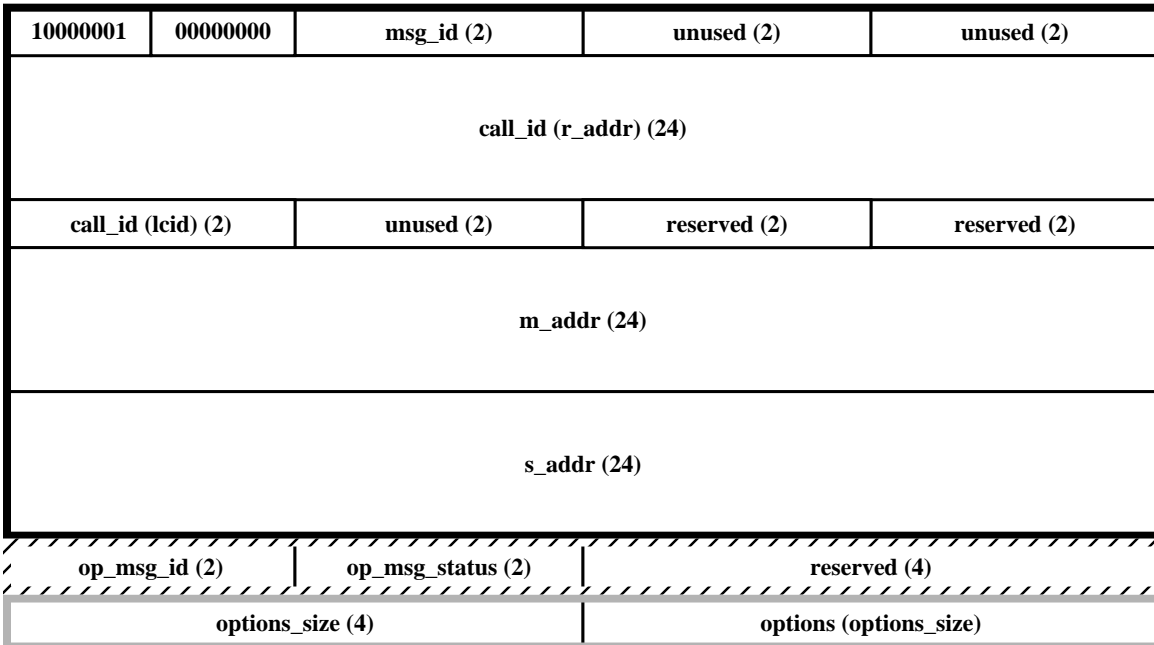 10000001 00000000 msg_id (2) unused (2) unused (2)
call_id (r_addr) (24)
call_id (lcid) (2) unused (2) reserved (2) reserved (2)
m_addr (24)
s_addr (24)
op_msg_id (2) op_msg_status (2) reserved (4)
options_size (4) options (options_size)